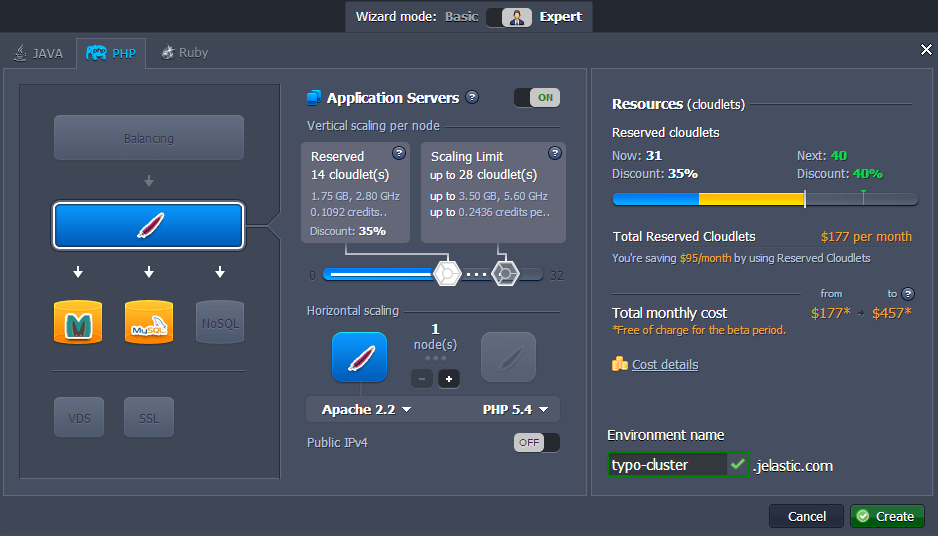 Wizard mode: Basic Expert
JAVA PHP Ruby
Balancing
M
MySQL
NoSQL
VDS
SSL
Application Servers ? ON
Vertical scaling per node
Reserved ?
14 cloudlet(s)
1.75 GB, 2.80 GHz
0.1092 credits..
Discount: 35%
Scaling Limit ?
up to 28 cloudlet(s)
up to 3.50 GB, 5.60 GHz
up to 0.2436 credits pe..
0 32
Horizontal scaling
1
node(s)
- +
Apache 2.2 PHP 5.4
Public IPv4 OFF
Resources (cloudlets)
Reserved cloudlets
Now: 31 Next: 40
Discount: 35% Discount: 40%
Total Reserved Cloudlets $177 per month
You're saving $95/month by using Reserved Cloudlets
from to ?
Total monthly cost $177* $457*
*Free of charge for the beta period.
Cost details
Environment name
typo-cluster .jelastic.com
Cancel Create